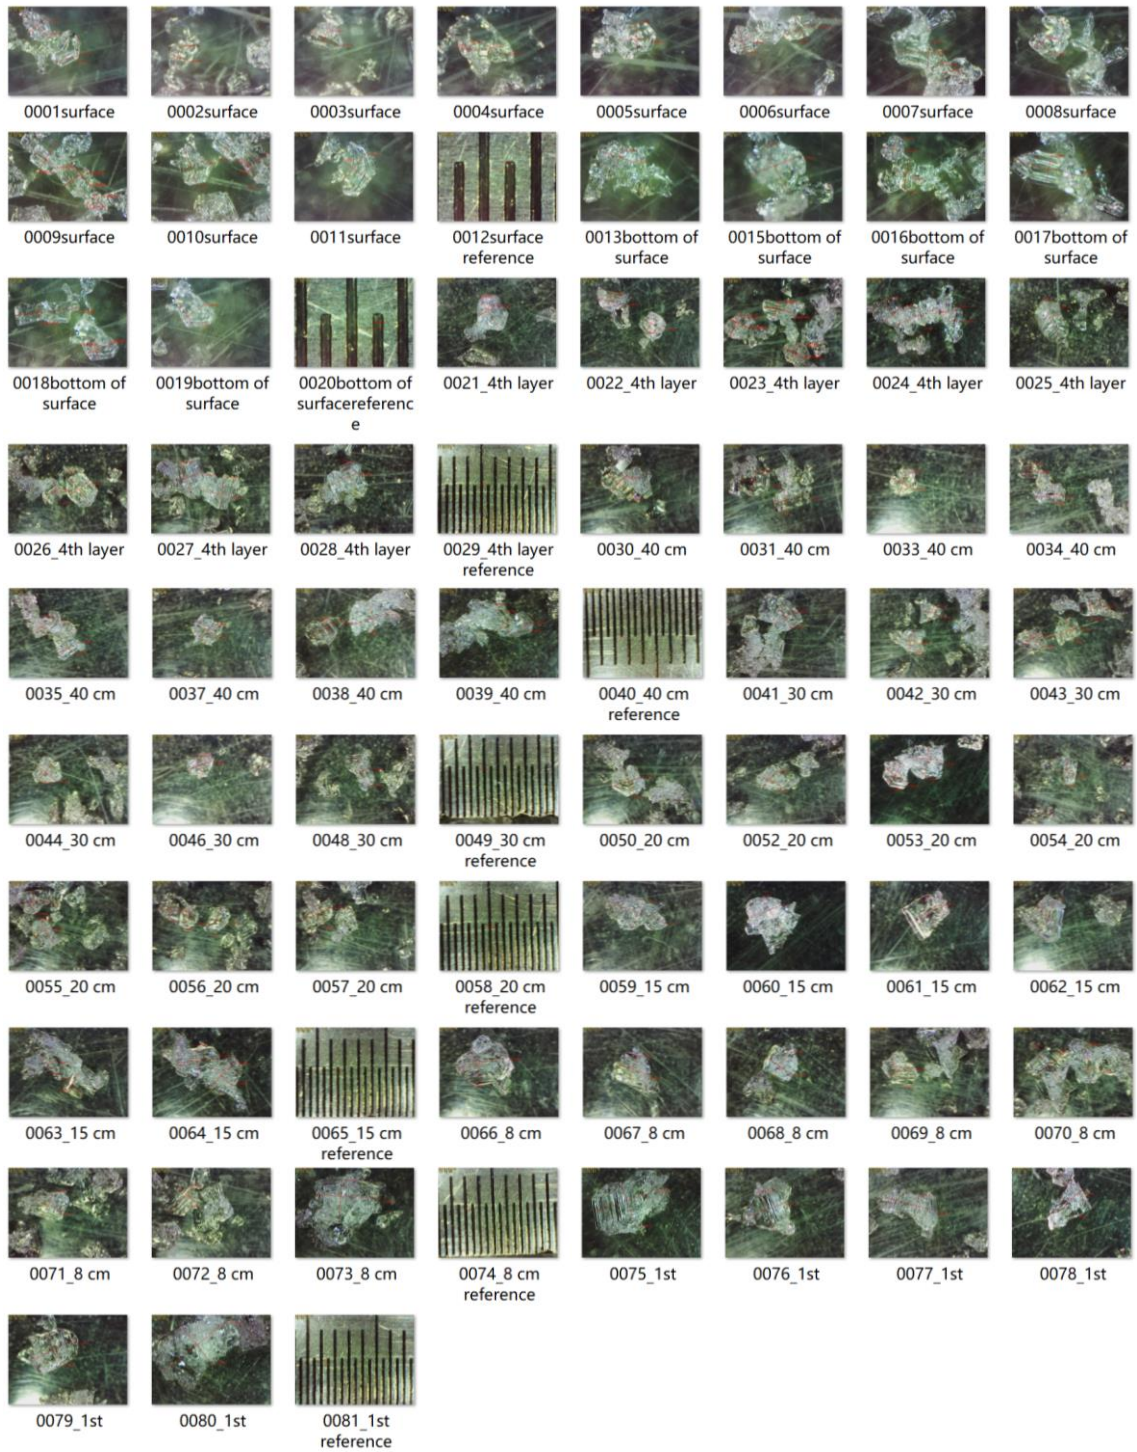 0001surface
0002surface
0003surface
0004surface
0005surface
0006surface
0007surface
0008surface
0009surface
0010surface
0011surface
0012surface
reference
0013bottom of
surface
0015bottom of
surface
0016bottom of
surface
0017bottom of
surface
0018bottom of
surface
0019bottom of
surface
0020bottom of
surfacereferenc
e
0021_4th layer
0022_4th layer
0023_4th layer
0024_4th layer
0025_4th layer
0026_4th layer
0027_4th layer
0028_4th layer
0029_4th layer
reference
0030_40 cm
0031_40 cm
0033_40 cm
0034_40 cm
0035_40 cm
0037_40 cm
0038_40 cm
0039_40 cm
0040_40 cm
reference
0041_30 cm
0042_30 cm
0043_30 cm
0044_30 cm
0046_30 cm
0048_30 cm
0049_30 cm
reference
0050_20 cm
0052_20 cm
0053_20 cm
0054_20 cm
0055_20 cm
0056_20 cm
0057_20 cm
0058_20 cm
reference
0059_15 cm
0060_15 cm
0061_15 cm
0062_15 cm
0063_15 cm
0064_15 cm
0065_15 cm
reference
0066_8 cm
0067_8 cm
0068_8 cm
0069_8 cm
0070_8 cm
0071_8 cm
0072_8 cm
0073_8 cm
0074_8 cm
reference
0075_1st
0076_1st
0077_1st
0078_1st
0079_1st
0080_1st
0081_1st
reference